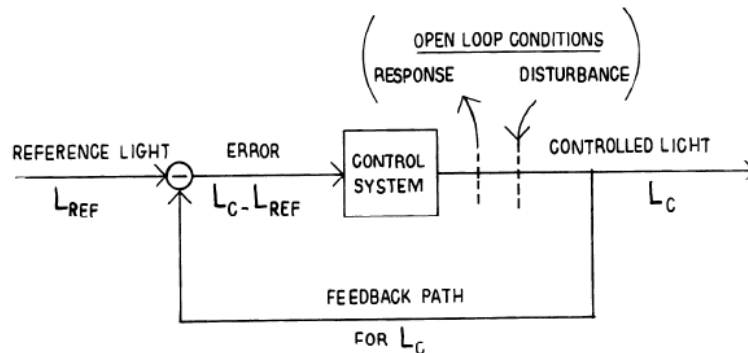 OPEN LOOP CONDITIONS
RESPONSE DISTURBANCE
REFERENCE LIGHT ERROR CONTROL SYSTEM CONTROLLED LIGHT
L_REF L_C - L_REF L_C
FEEDBACK PATH
FOR L_C